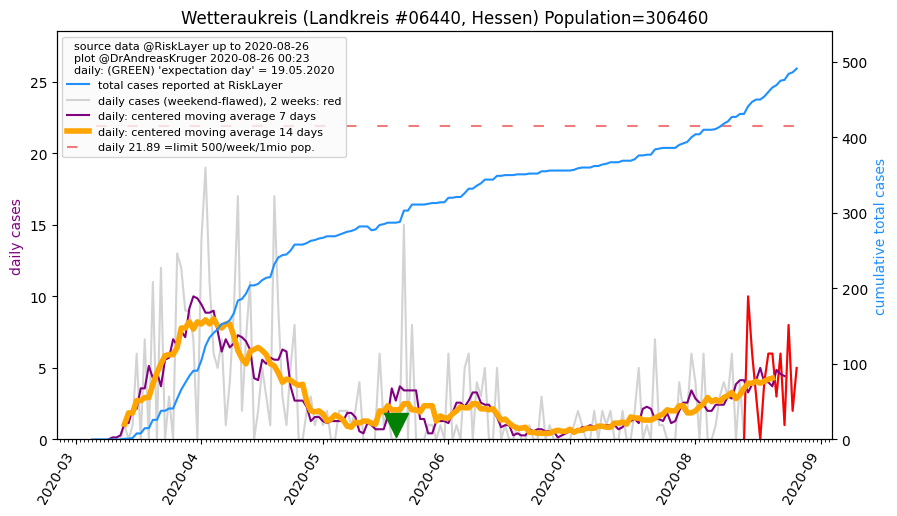 Wetteraukreis (Landkreis #06440, Hessen) Population=306460
source data @RiskLayer up to 2020-08-26
plot @DrAndreasKruger 2020-08-26 00:23
daily: (GREEN) 'expectation day' = 19.05.2020
total cases reported at RiskLayer
daily cases (weekend-flawed), 2 weeks: red
daily: centered moving average 7 days
daily: centered moving average 14 days
daily 21.89 =limit 500/week/1mio pop.
daily cases
25
20
15
10
5
0
cumulative total cases
500
400
300
200
100
0
2020-03
2020-04
2020-05
2020-06
2020-07
2020-08
2020-09